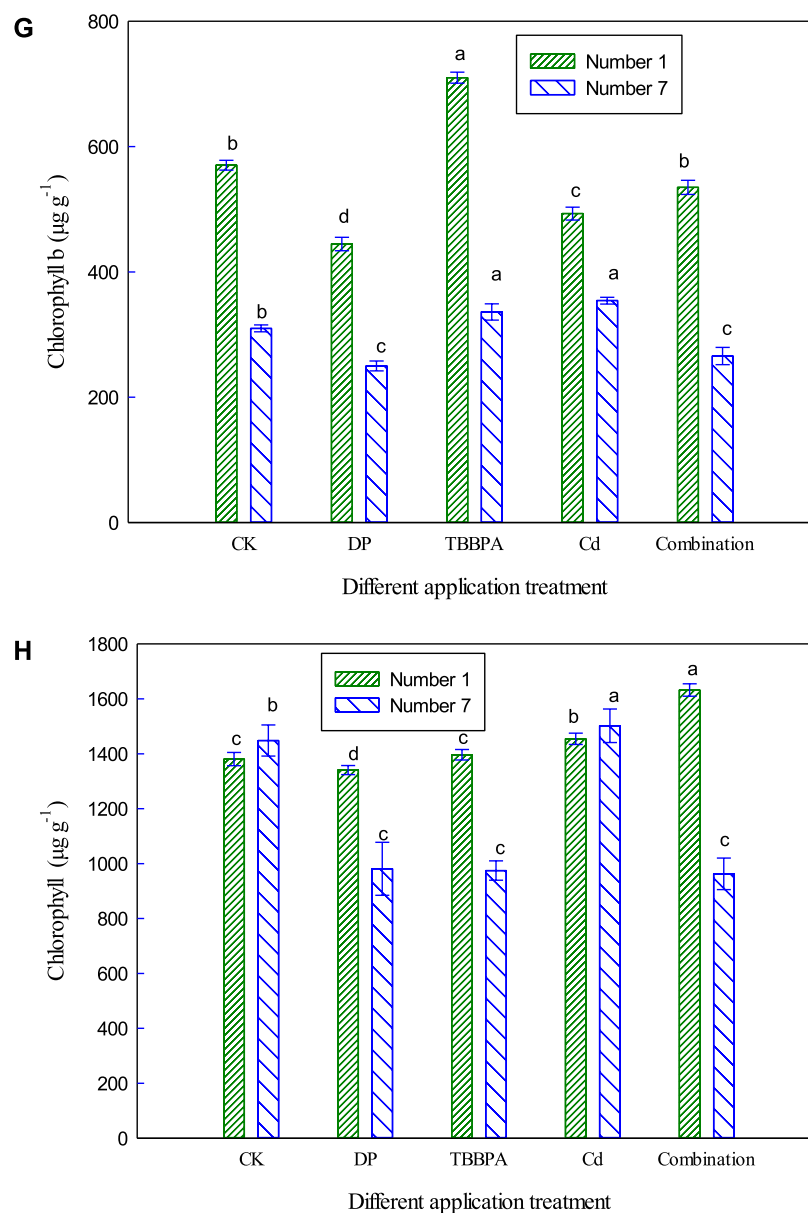 G
800
600
400
200
0
Chlorophyll b (µg g⁻¹)
Number 1
Number 7
b
b
d
c
a
a
c
a
b
c
CK DP TBBPA Cd Combination
Different application treatment
H
1800
1600
1400
1200
1000
800
600
400
200
0
Chlorophyll (µg g⁻¹)
Number 1
Number 7
c
b
d
c
c
c
b
a
a
c
CK DP TBBPA Cd Combination
Different application treatment